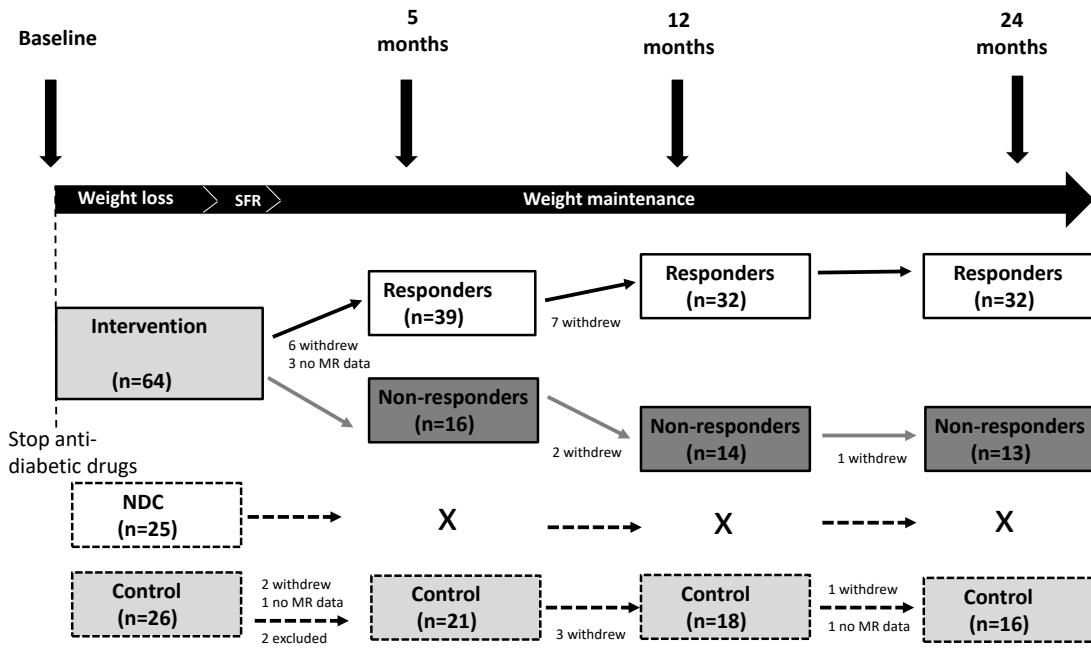 Baseline
5
months
12
months
24
months
Weight loss
SFR
Weight maintenance
Intervention
(n=64)
6 withdrew
3 no MR data
Responders
(n=39)
7 withdrew
Responders
(n=32)
Responders
(n=32)
Non-responders
(n=16)
2 withdrew
Non-responders
(n=14)
1 withdrew
Non-responders
(n=13)
Stop anti-
diabetic drugs
NDC
(n=25)
X
X
X
Control
(n=26)
2 withdrew
1 no MR data
2 excluded
Control
(n=21)
3 withdrew
Control
(n=18)
1 withdrew
1 no MR data
Control
(n=16)